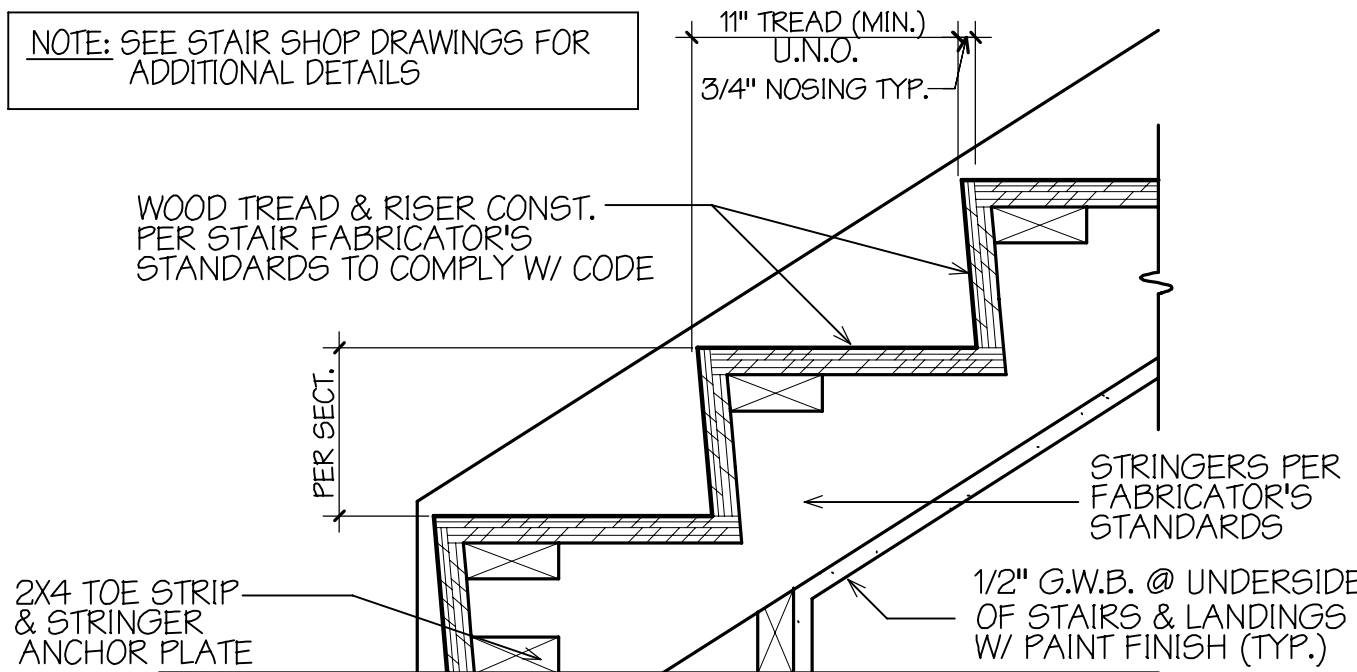 NOTE: SEE STAIR SHOP DRAWINGS FOR
ADDITIONAL DETAILS
11" TREAD (MIN.)
U.N.O.
3/4" NOSING TYP.
WOOD TREAD & RISER CONST.
PER STAIR FABRICATOR'S
STANDARDS TO COMPLY W/ CODE
PER SECT.
STRINGERS PER
FABRICATOR'S
STANDARDS
2X4 TOE STRIP
& STRINGER
ANCHOR PLATE
1/2" G.W.B. @ UNDERSIDE
OF STAIRS & LANDINGS
W/ PAINT FINISH (TYP.)